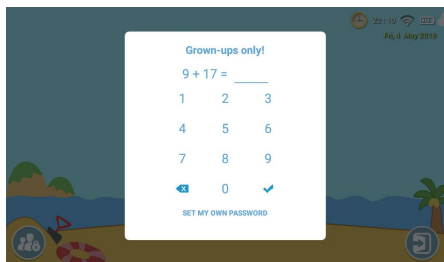 22:10
Fri, 4 May 2018
Grown-ups only!
9 + 17 = ____
1 2 3
4 5 6
7 8 9
0
SET MY OWN PASSWORD